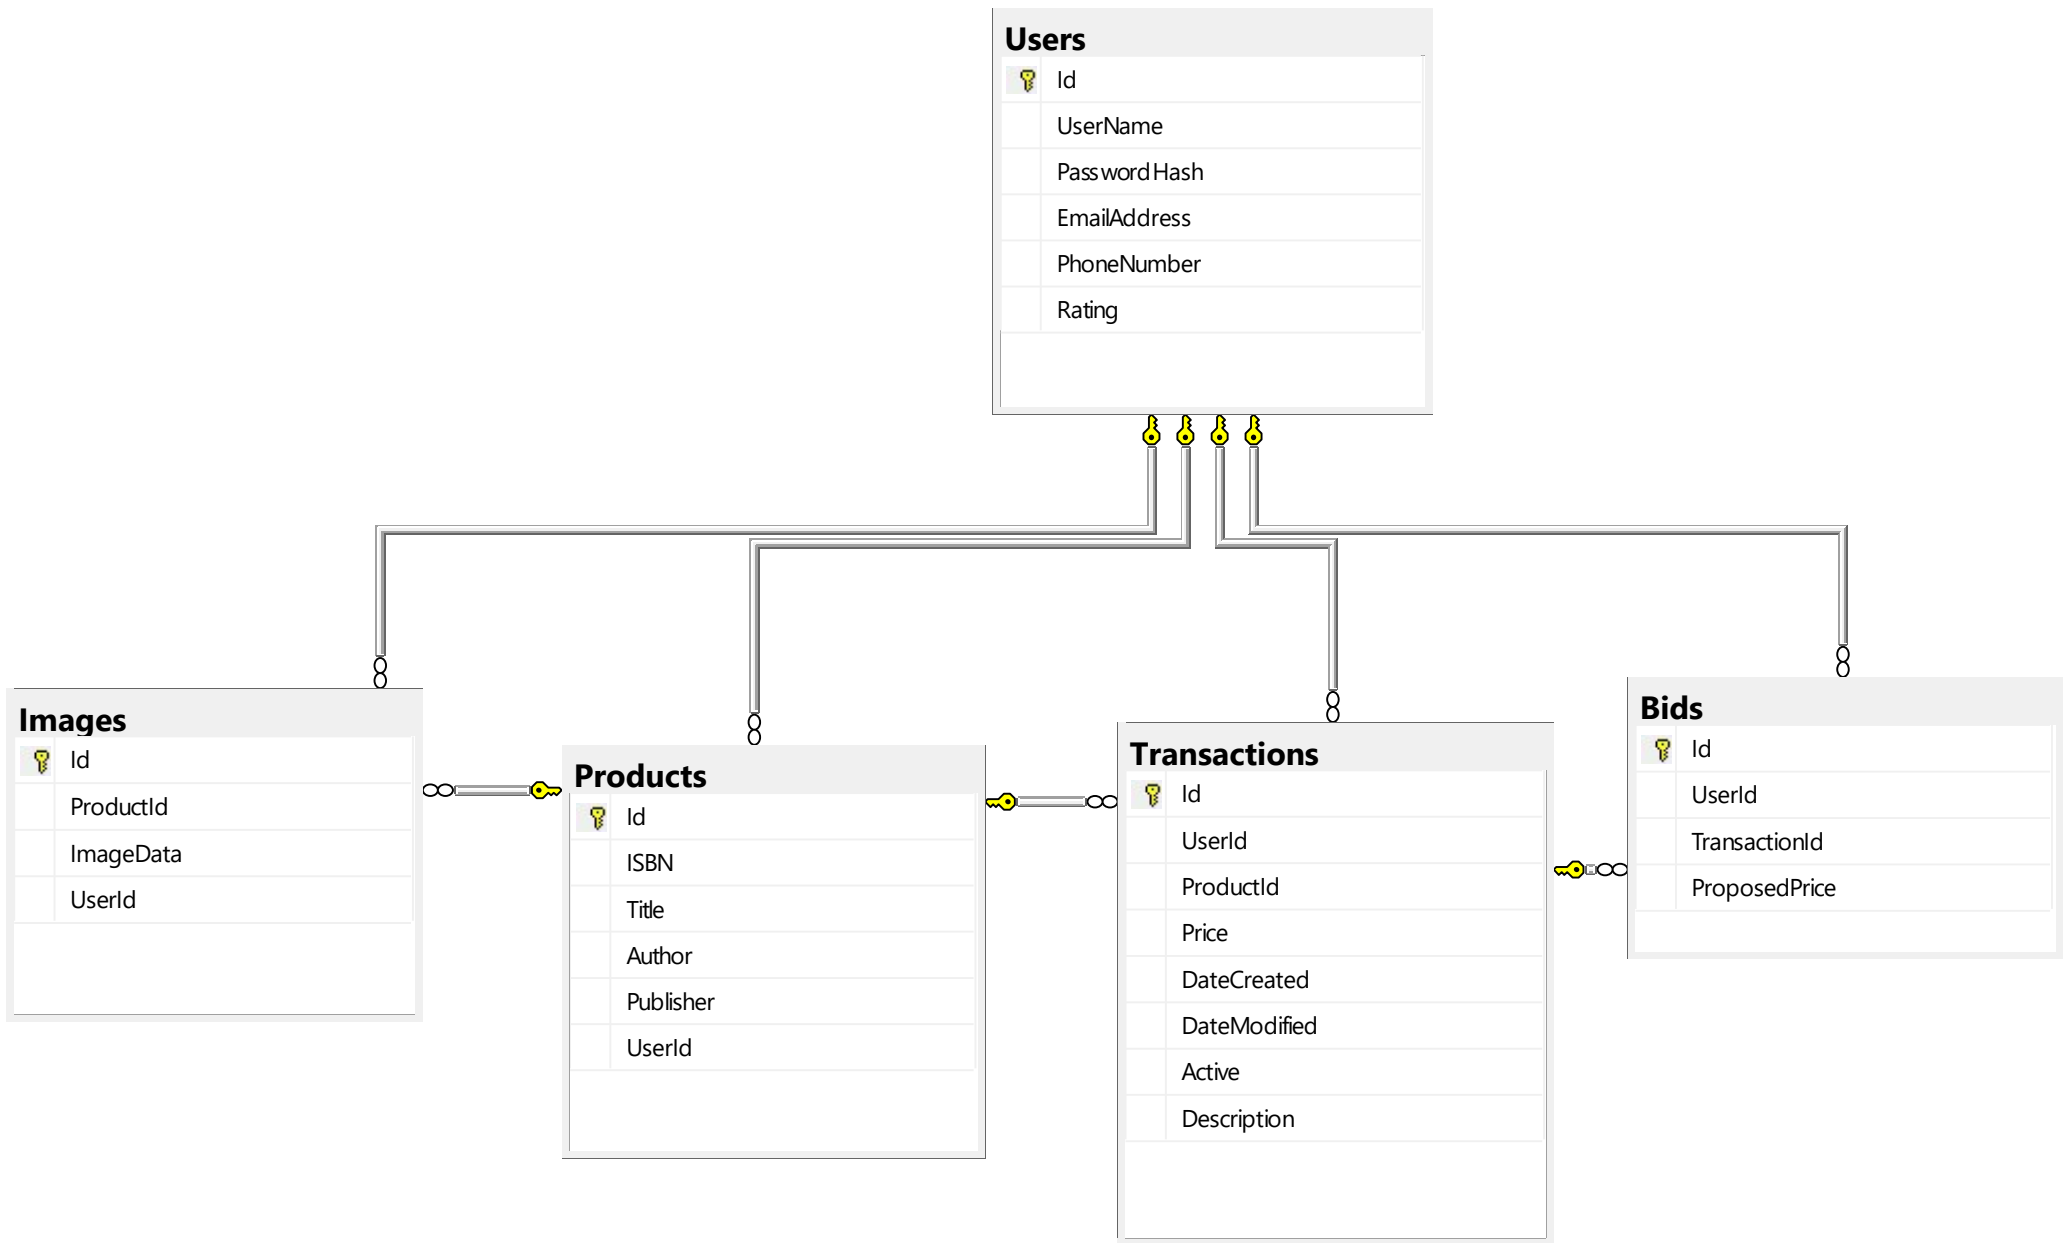 Users
Id
UserName
PasswordHash
EmailAddress
PhoneNumber
Rating
Images
Id
ProductId
ImageData
UserId
Products
Id
ISBN
Title
Author
Publisher
UserId
Transactions
Id
UserId
ProductId
Price
DateCreated
DateModified
Active
Description
Bids
Id
UserId
TransactionId
ProposedPrice